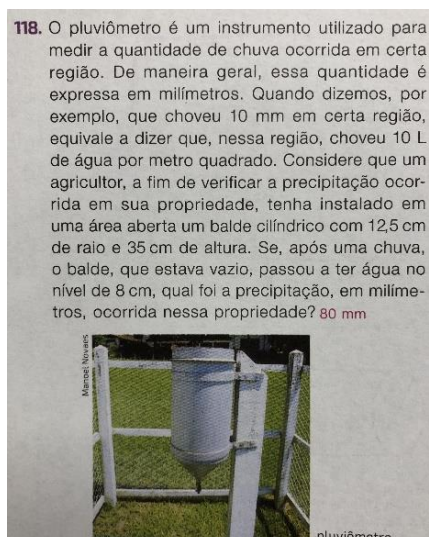 118. O pluviômetro é um instrumento utilizado para
medir a quantidade de chuva ocorrida em certa
região. De maneira geral, essa quantidade é
expressa em milímetros. Quando dizemos, por
exemplo, que choveu 10 mm em certa região,
equivale a dizer que, nessa região, choveu 10 L
de água por metro quadrado. Considere que um
agricultor, a fim de verificar a precipitação ocor-
rida em sua propriedade, tenha instalado em
uma área aberta um balde cilíndrico com 12,5 cm
de raio e 35 cm de altura. Se, após uma chuva,
o balde, que estava vazio, passou a ter água no
nível de 8 cm, qual foi a precipitação, em milíme-
tros, ocorrida nessa propriedade? 80 mm
Manoel Novaes
pluviômetro